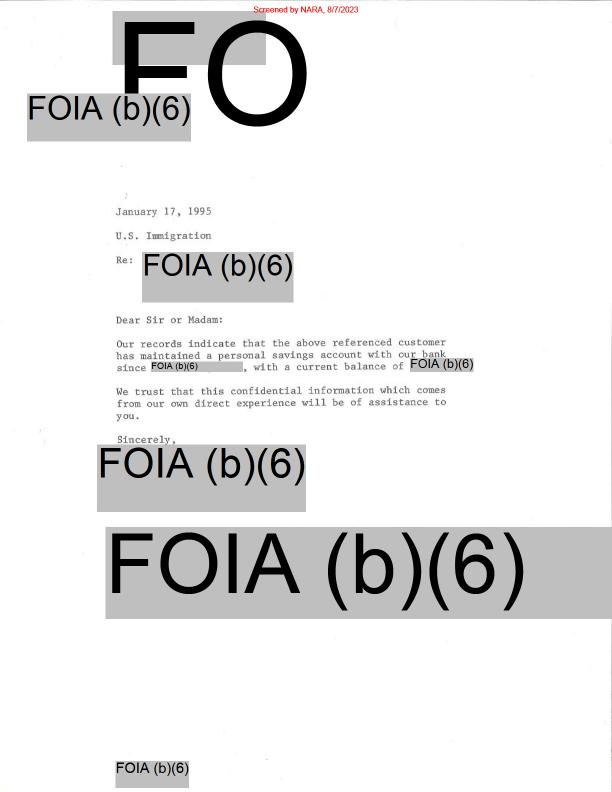 Screened by NARA, 8/7/2023
FO
FOIA (b)(6)
January 17, 1995
U.S. Immigration
Re: FOIA (b)(6)
Dear Sir or Madam:
Our records indicate that the above referenced customer
has maintained a personal savings account with our bank
since FOIA (b)(6), with a current balance of FOIA (b)(6)
We trust that this confidential information which comes
from our own direct experience will be of assistance to
you.
Sincerely,
FOIA (b)(6)
FOIA (b)(6)
FOIA (b)(6)